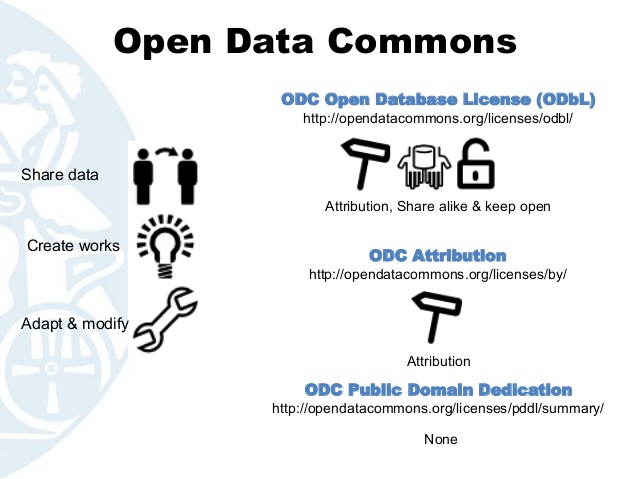 Open Data Commons
Share data
Create works
Adapt & modify
ODC Open Database License (ODbL)
http://opendatacommons.org/licenses/odbl/
Attribution, Share alike & keep open
ODC Attribution
http://opendatacommons.org/licenses/by/
Attribution
ODC Public Domain Dedication
http://opendatacommons.org/licenses/pddl/summary/
None